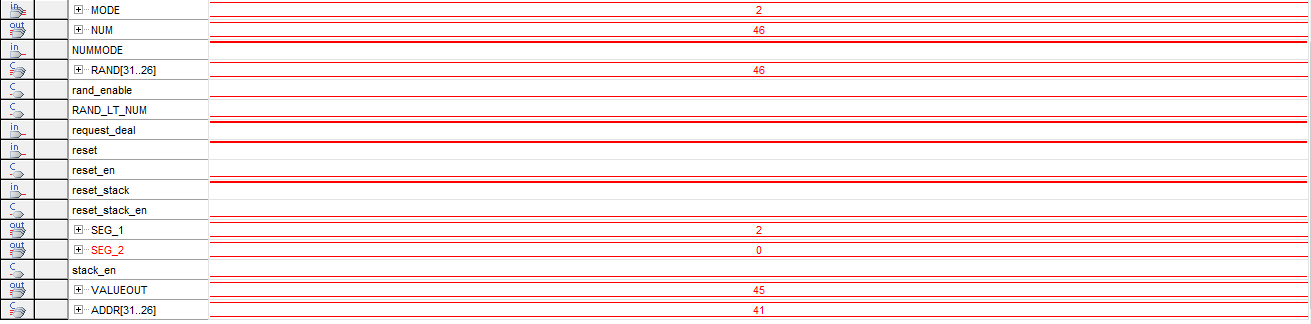 in MODE 2
out NUM 46
in NUMMODE
C RAND[31..26] 46
C rand_enable
C RAND_LT_NUM
in request_deal
in reset
C reset_en
in reset_stack
C reset_stack_en
out SEG_1 2
out SEG_2 0
C stack_en
out VALUEOUT 45
C ADDR[31..26] 41